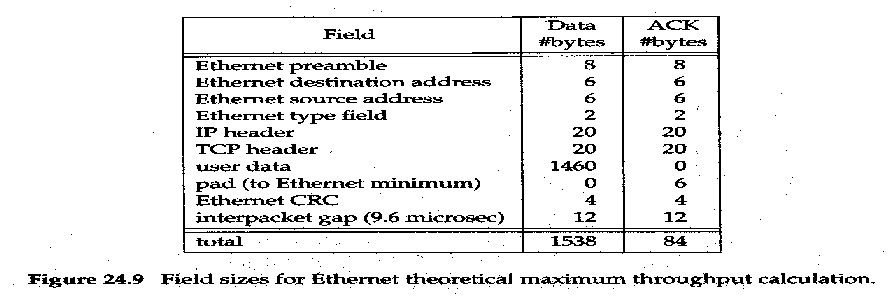 Field Data #bytes ACK #bytes
Ethernet preamble 8 8
Ethernet destination address 6 6
Ethernet source address 6 6
Ethernet type field 2 2
IP header 20 20
TCP header 20 20
user data 1460 0
pad (to Ethernet minimum) 0 6
Ethernet CRC 4 4
interpacket gap (9.6 microsec) 12 12
total 1538 84
Figure 24.9 Field sizes for Ethernet theoretical maximum throughput calculation.